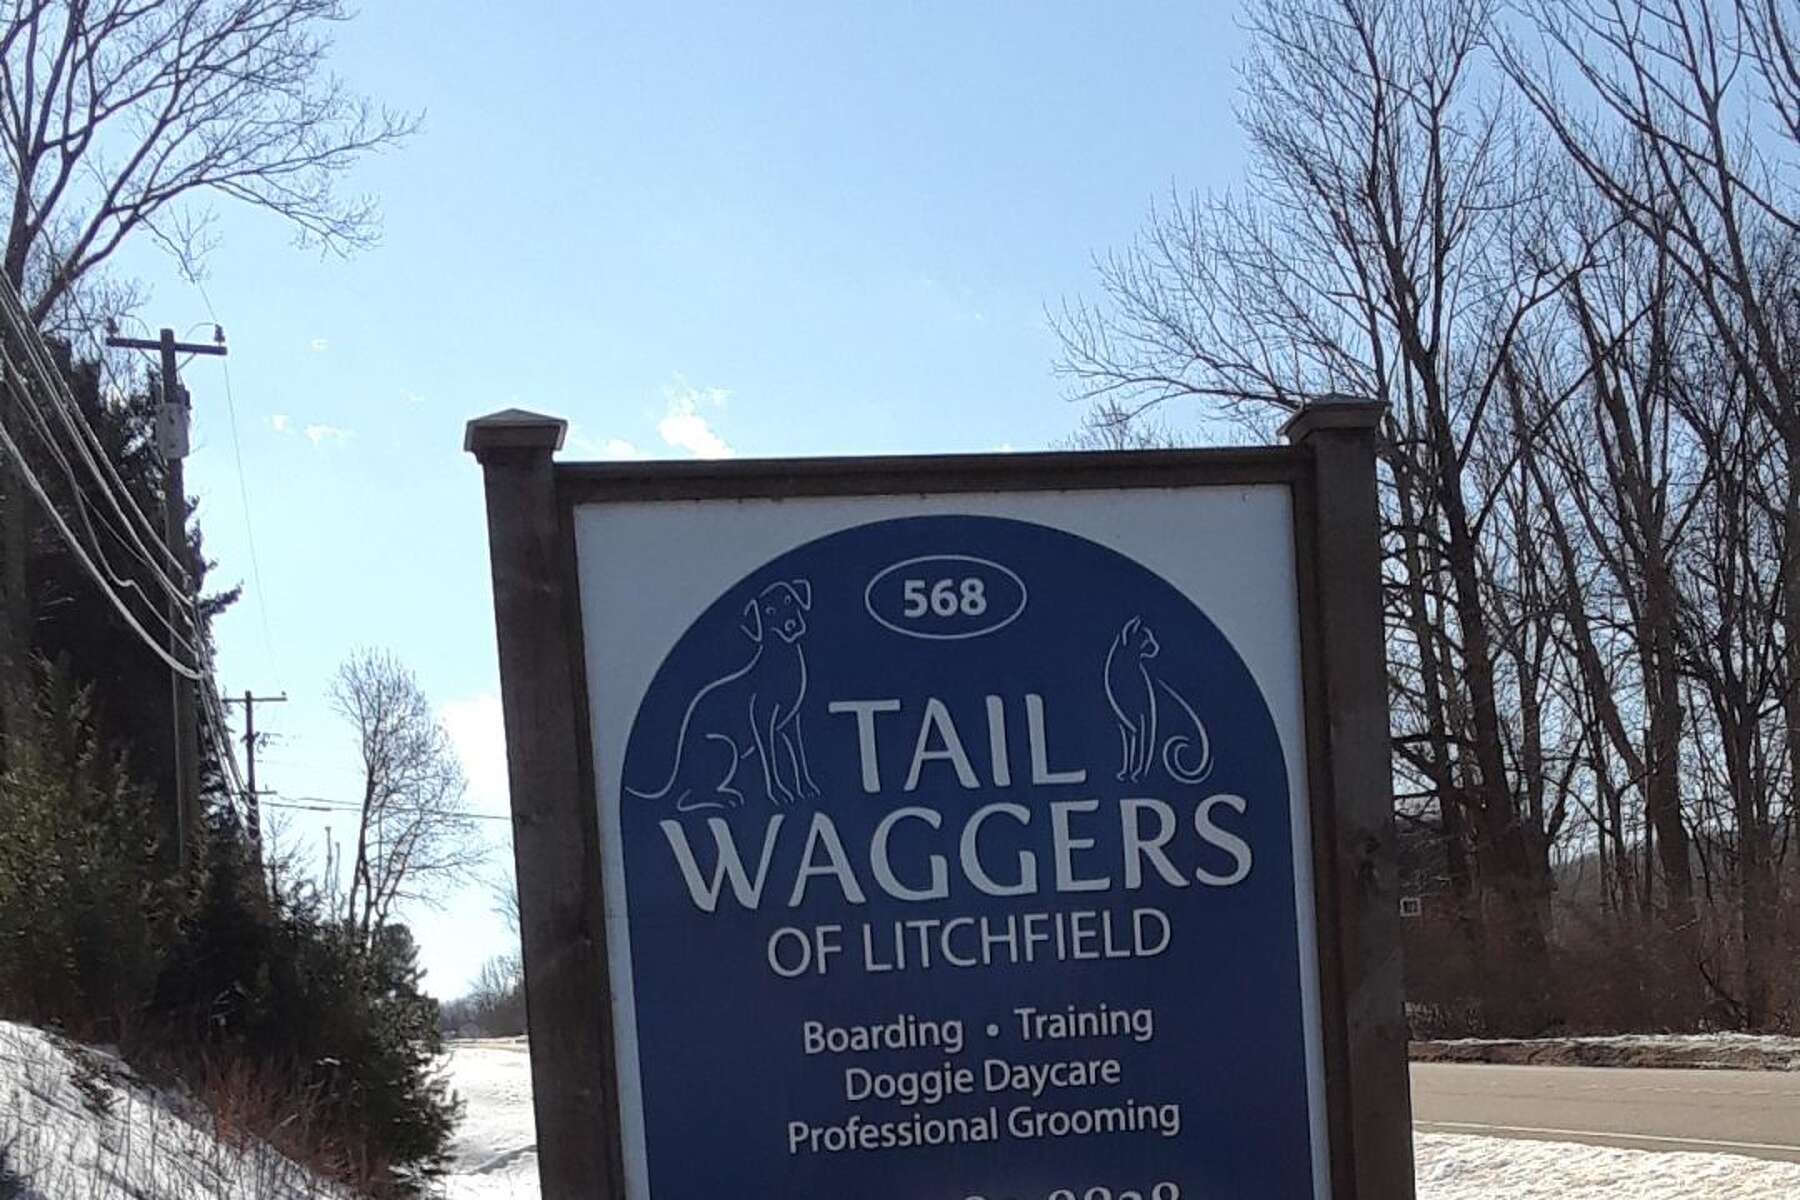 568
TAIL
WAGGERS
OF LITCHFIELD
Boarding • Training
Doggie Daycare
Professional Grooming